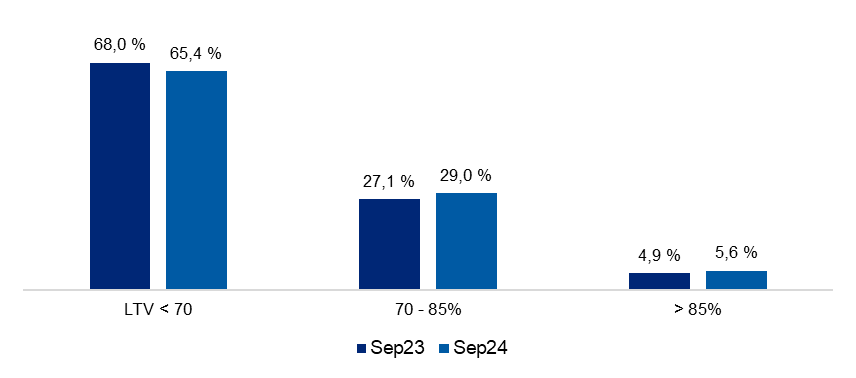 68,0 %
65,4 %
27,1 %
29,0 %
4,9 %
5,6 %
LTV < 70
70 - 85%
> 85%
Sep23
Sep24